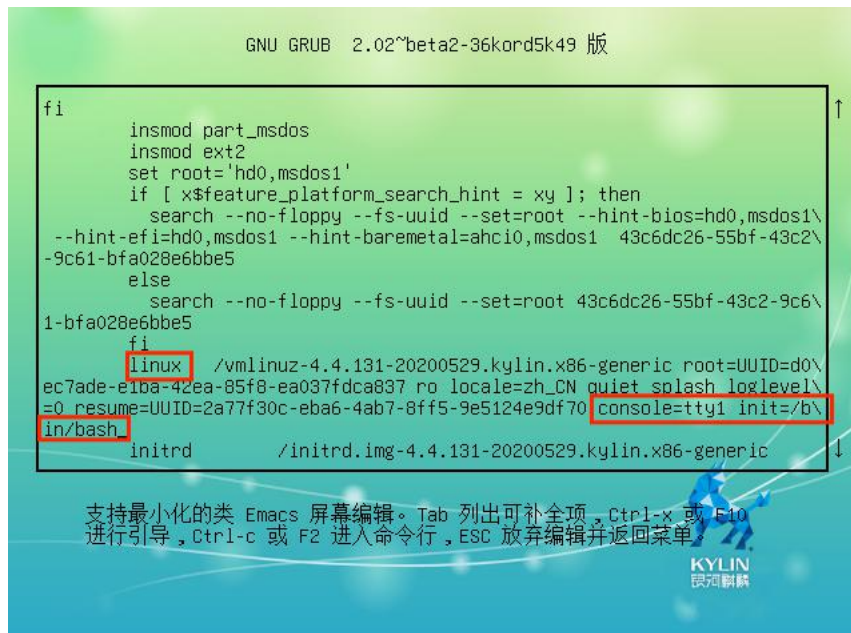 GNU GRUB 2.02~beta2-36kord5k49 版
fi
insmod part_msdos
insmod ext2
set root='hd0,msdos1'
if [ x$feature_platform_search_hint = xy ]; then
search --no-floppy --fs-uuid --set=root --hint-bios=hd0,msdos1\
--hint-efi=hd0,msdos1 --hint-baremetal=ahci0,msdos1 43c6dc26-55bf-43c2\
-9c61-bfa028e6bbe5
else
search --no-floppy --fs-uuid --set=root 43c6dc26-55bf-43c2-9c6\
1-bfa028e6bbe5
fi
linux /vmlinuz-4.4.131-20200529.kylin.x86-generic root=UUID=d0\
ec7ade-e1ba-42ea-85f8-ea037fdca837 ro locale=zh_CN quiet splash loglevel\
=0 resume=UUID=2a77f30c-eba6-4ab7-8ff5-9e5124e9df70 console=tty1 init=/b\
in/bash_
initrd /initrd.img-4.4.131-20200529.kylin.x86-generic
支持最小化的类 Emacs 屏幕编辑。Tab 列出可补全项，Ctrl-x 或 F10
进行引导，Ctrl-c 或 F2 进入命令行，ESC 放弃编辑并返回菜单。
KYLIN
银河麒麟